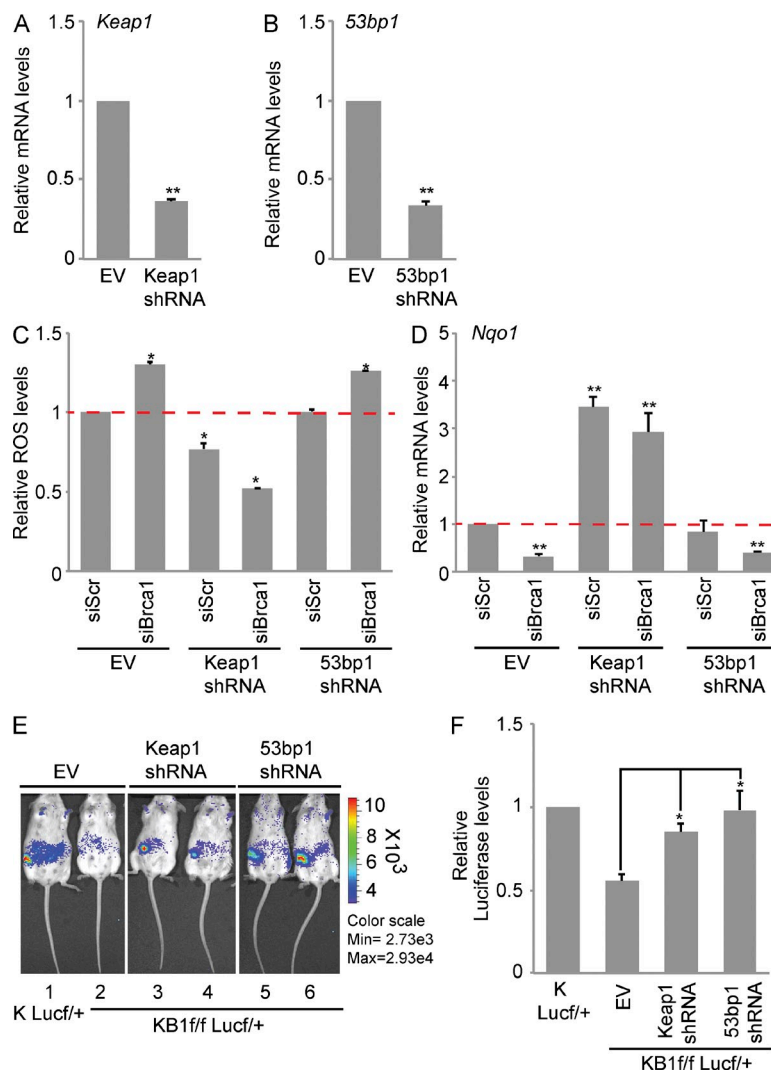 A
Keap1
Relative mRNA levels
1.5
1
0.5
0
**
EV
Keap1
shRNA
B
53bp1
Relative mRNA levels
1.5
1
0.5
0
**
EV
53bp1
shRNA
C
Relative ROS levels
1.5
1
0.5
0
*
*
*
*
siScr
siBrca1
siScr
siBrca1
siScr
siBrca1
EV
Keap1
shRNA
53bp1
shRNA
D
Nqo1
Relative mRNA levels
5
4
3
2
1
0
**
**
**
**
siScr
siBrca1
siScr
siBrca1
siScr
siBrca1
EV
Keap1
shRNA
53bp1
shRNA
E
EV
Keap1
shRNA
53bp1
shRNA
10
8
6
4
X10³
Color scale
Min= 2.73e3
Max=2.93e4
1 2 3 4 5 6
K Lucf/+
KB1f/f Lucf/+
F
Relative
Luciferase levels
1.5
1
0.5
0
*
*
K
Lucf/+
EV
Keap1
shRNA
53bp1
shRNA
KB1f/f Lucf/+